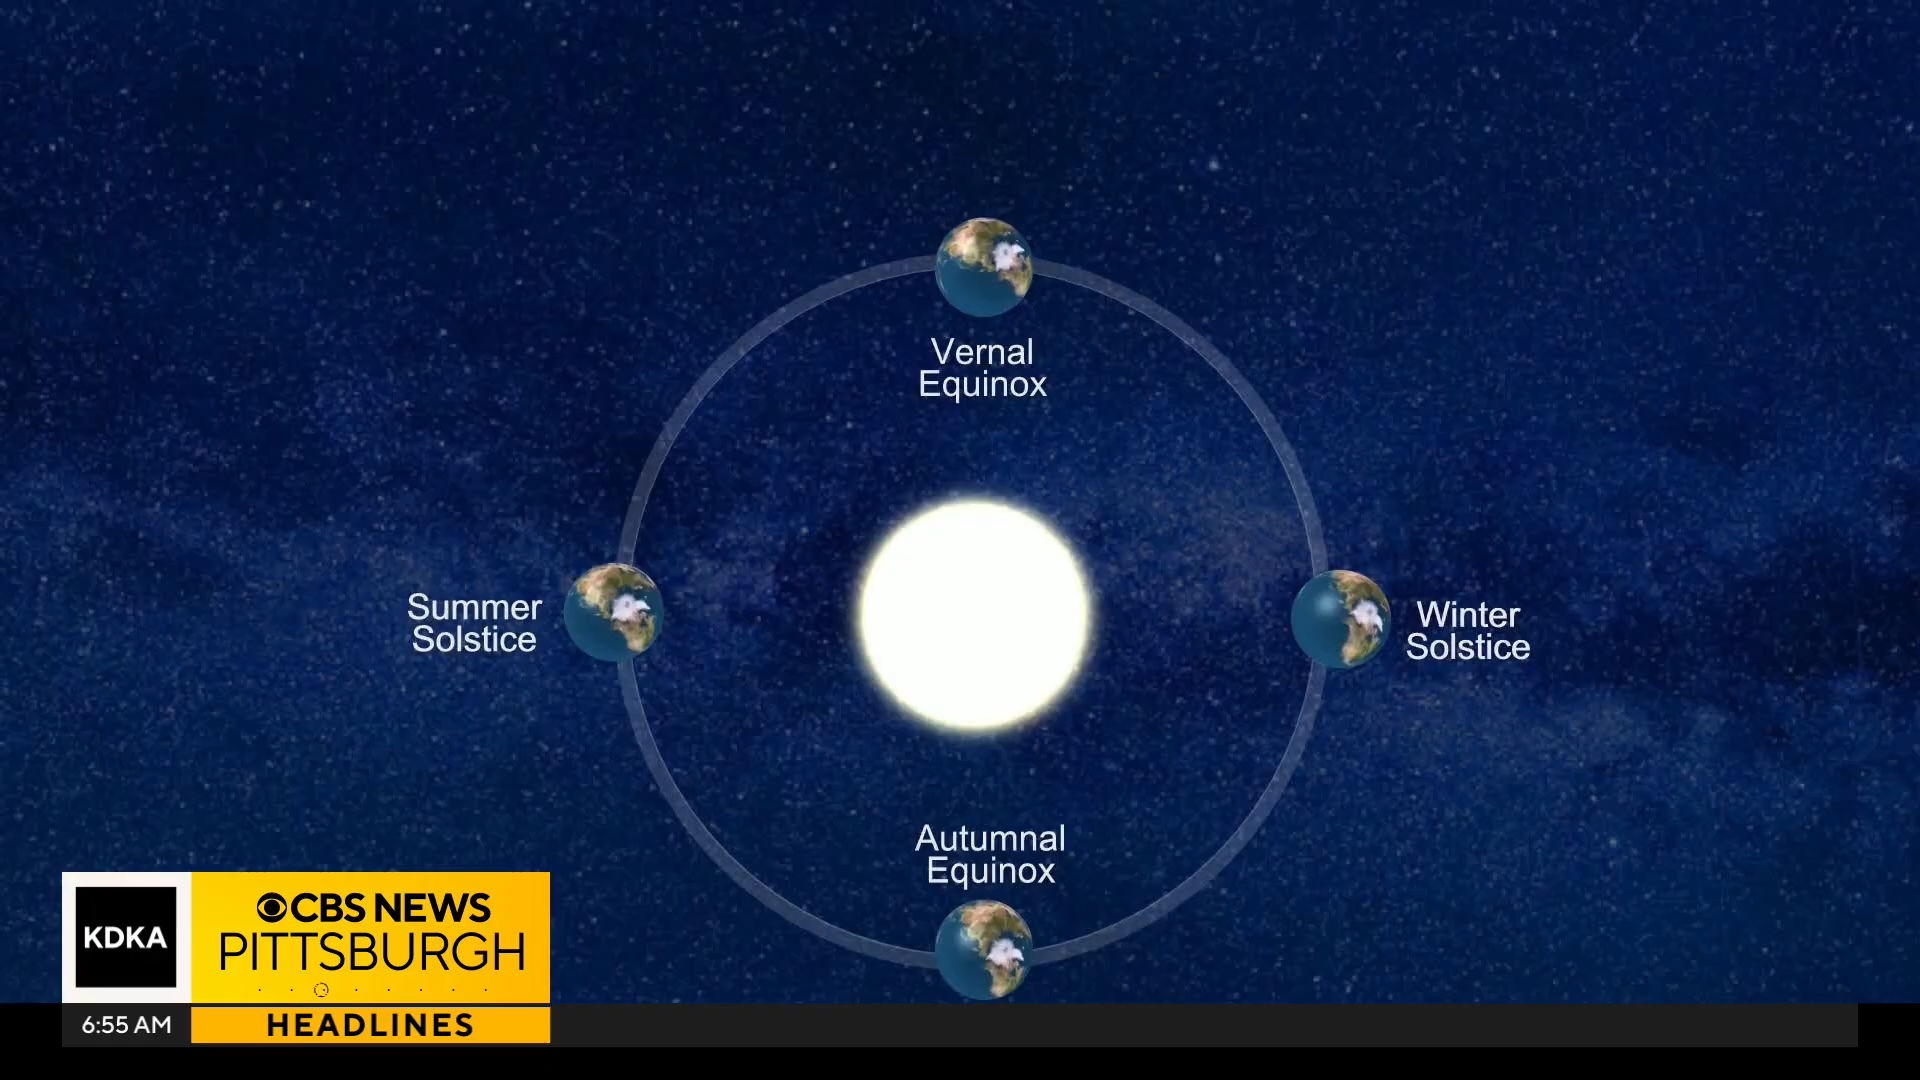 Vernal
Equinox
Summer
Solstice
Winter
Solstice
Autumnal
Equinox
KDKA
CBS NEWS
PITTSBURGH
6:55 AM
HEADLINES